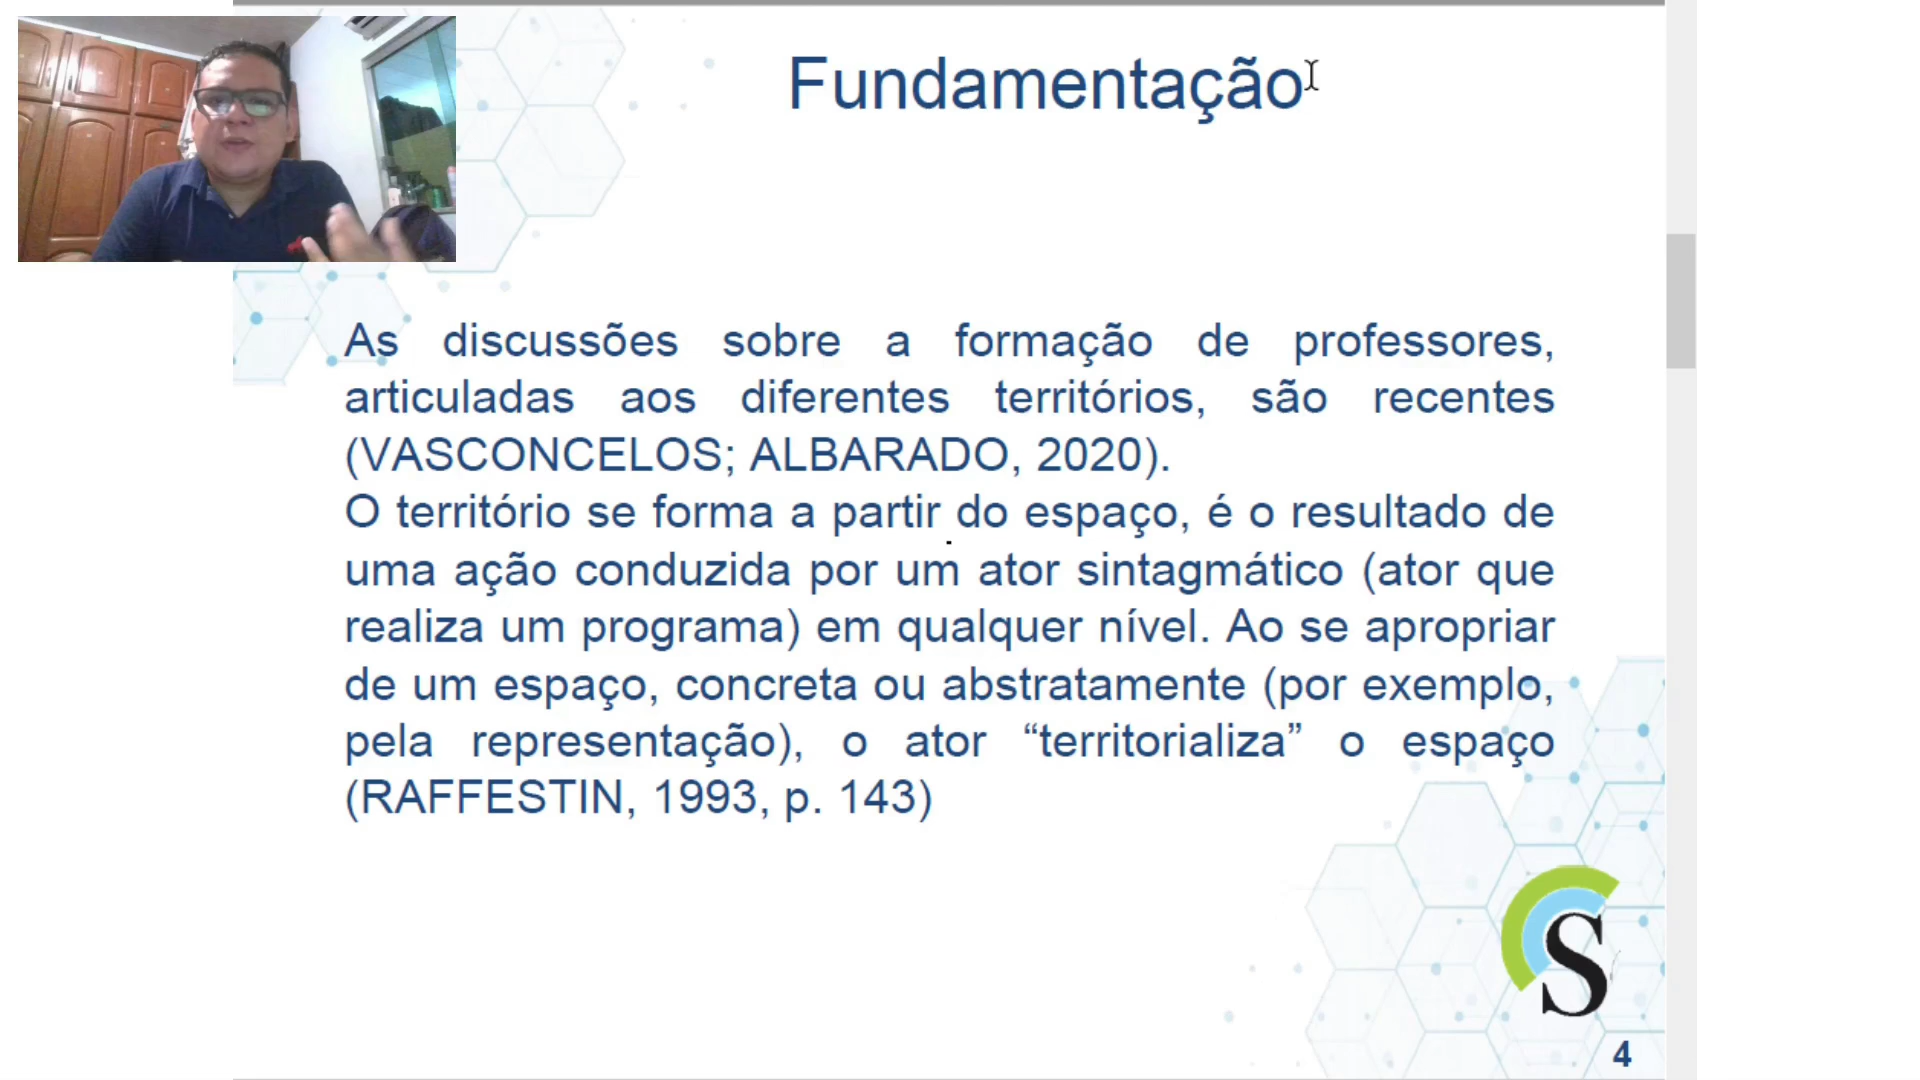 Fundamentação
As discussões sobre a formação de professores,
articuladas aos diferentes territórios, são recentes
(VASCONCELOS; ALBARADO, 2020).
O território se forma a partir do espaço, é o resultado de
uma ação conduzida por um ator sintagmático (ator que
realiza um programa) em qualquer nível. Ao se apropriar
de um espaço, concreta ou abstratamente (por exemplo,
pela representação), o ator “territorializa” o espaço
(RAFFESTIN, 1993, p. 143)
S
4